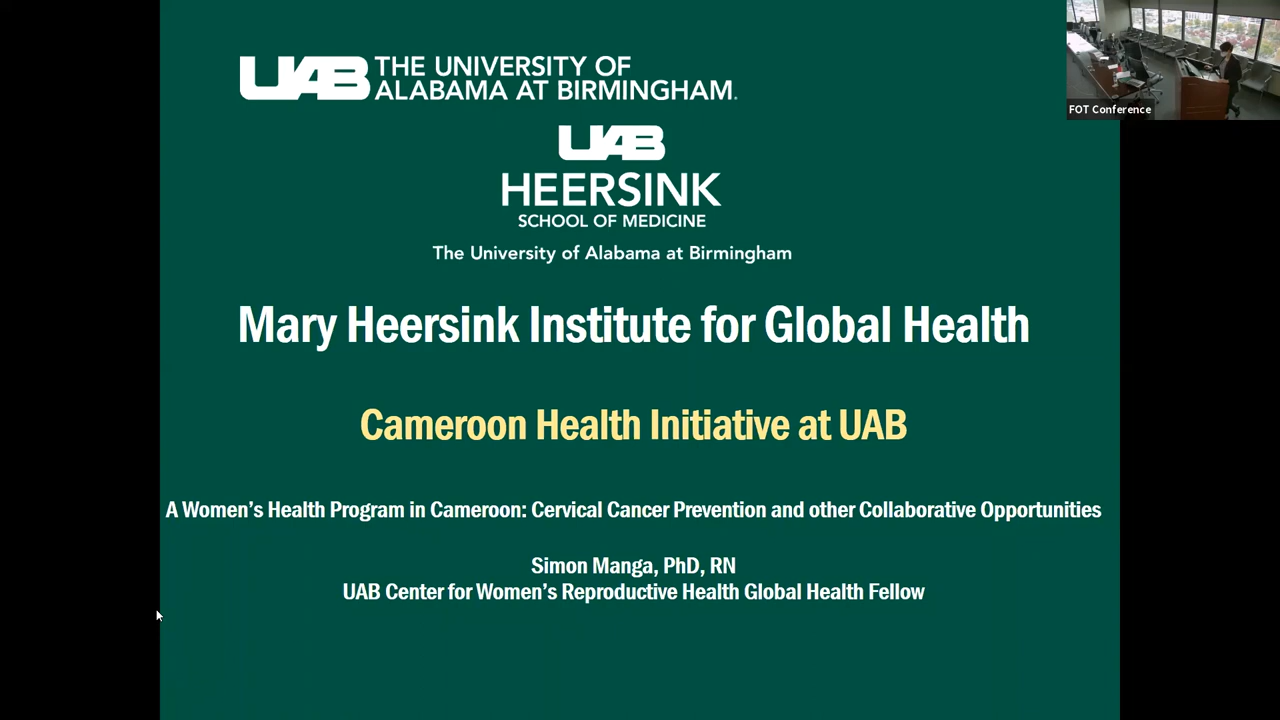 UAB THE UNIVERSITY OF
ALABAMA AT BIRMINGHAM.
UAB
HEERSINK
SCHOOL OF MEDICINE
The University of Alabama at Birmingham
Mary Heersink Institute for Global Health
Cameroon Health Initiative at UAB
A Women's Health Program in Cameroon: Cervical Cancer Prevention and other Collaborative Opportunities
Simon Manga, PhD, RN
UAB Center for Women's Reproductive Health Global Health Fellow
FOT Conference